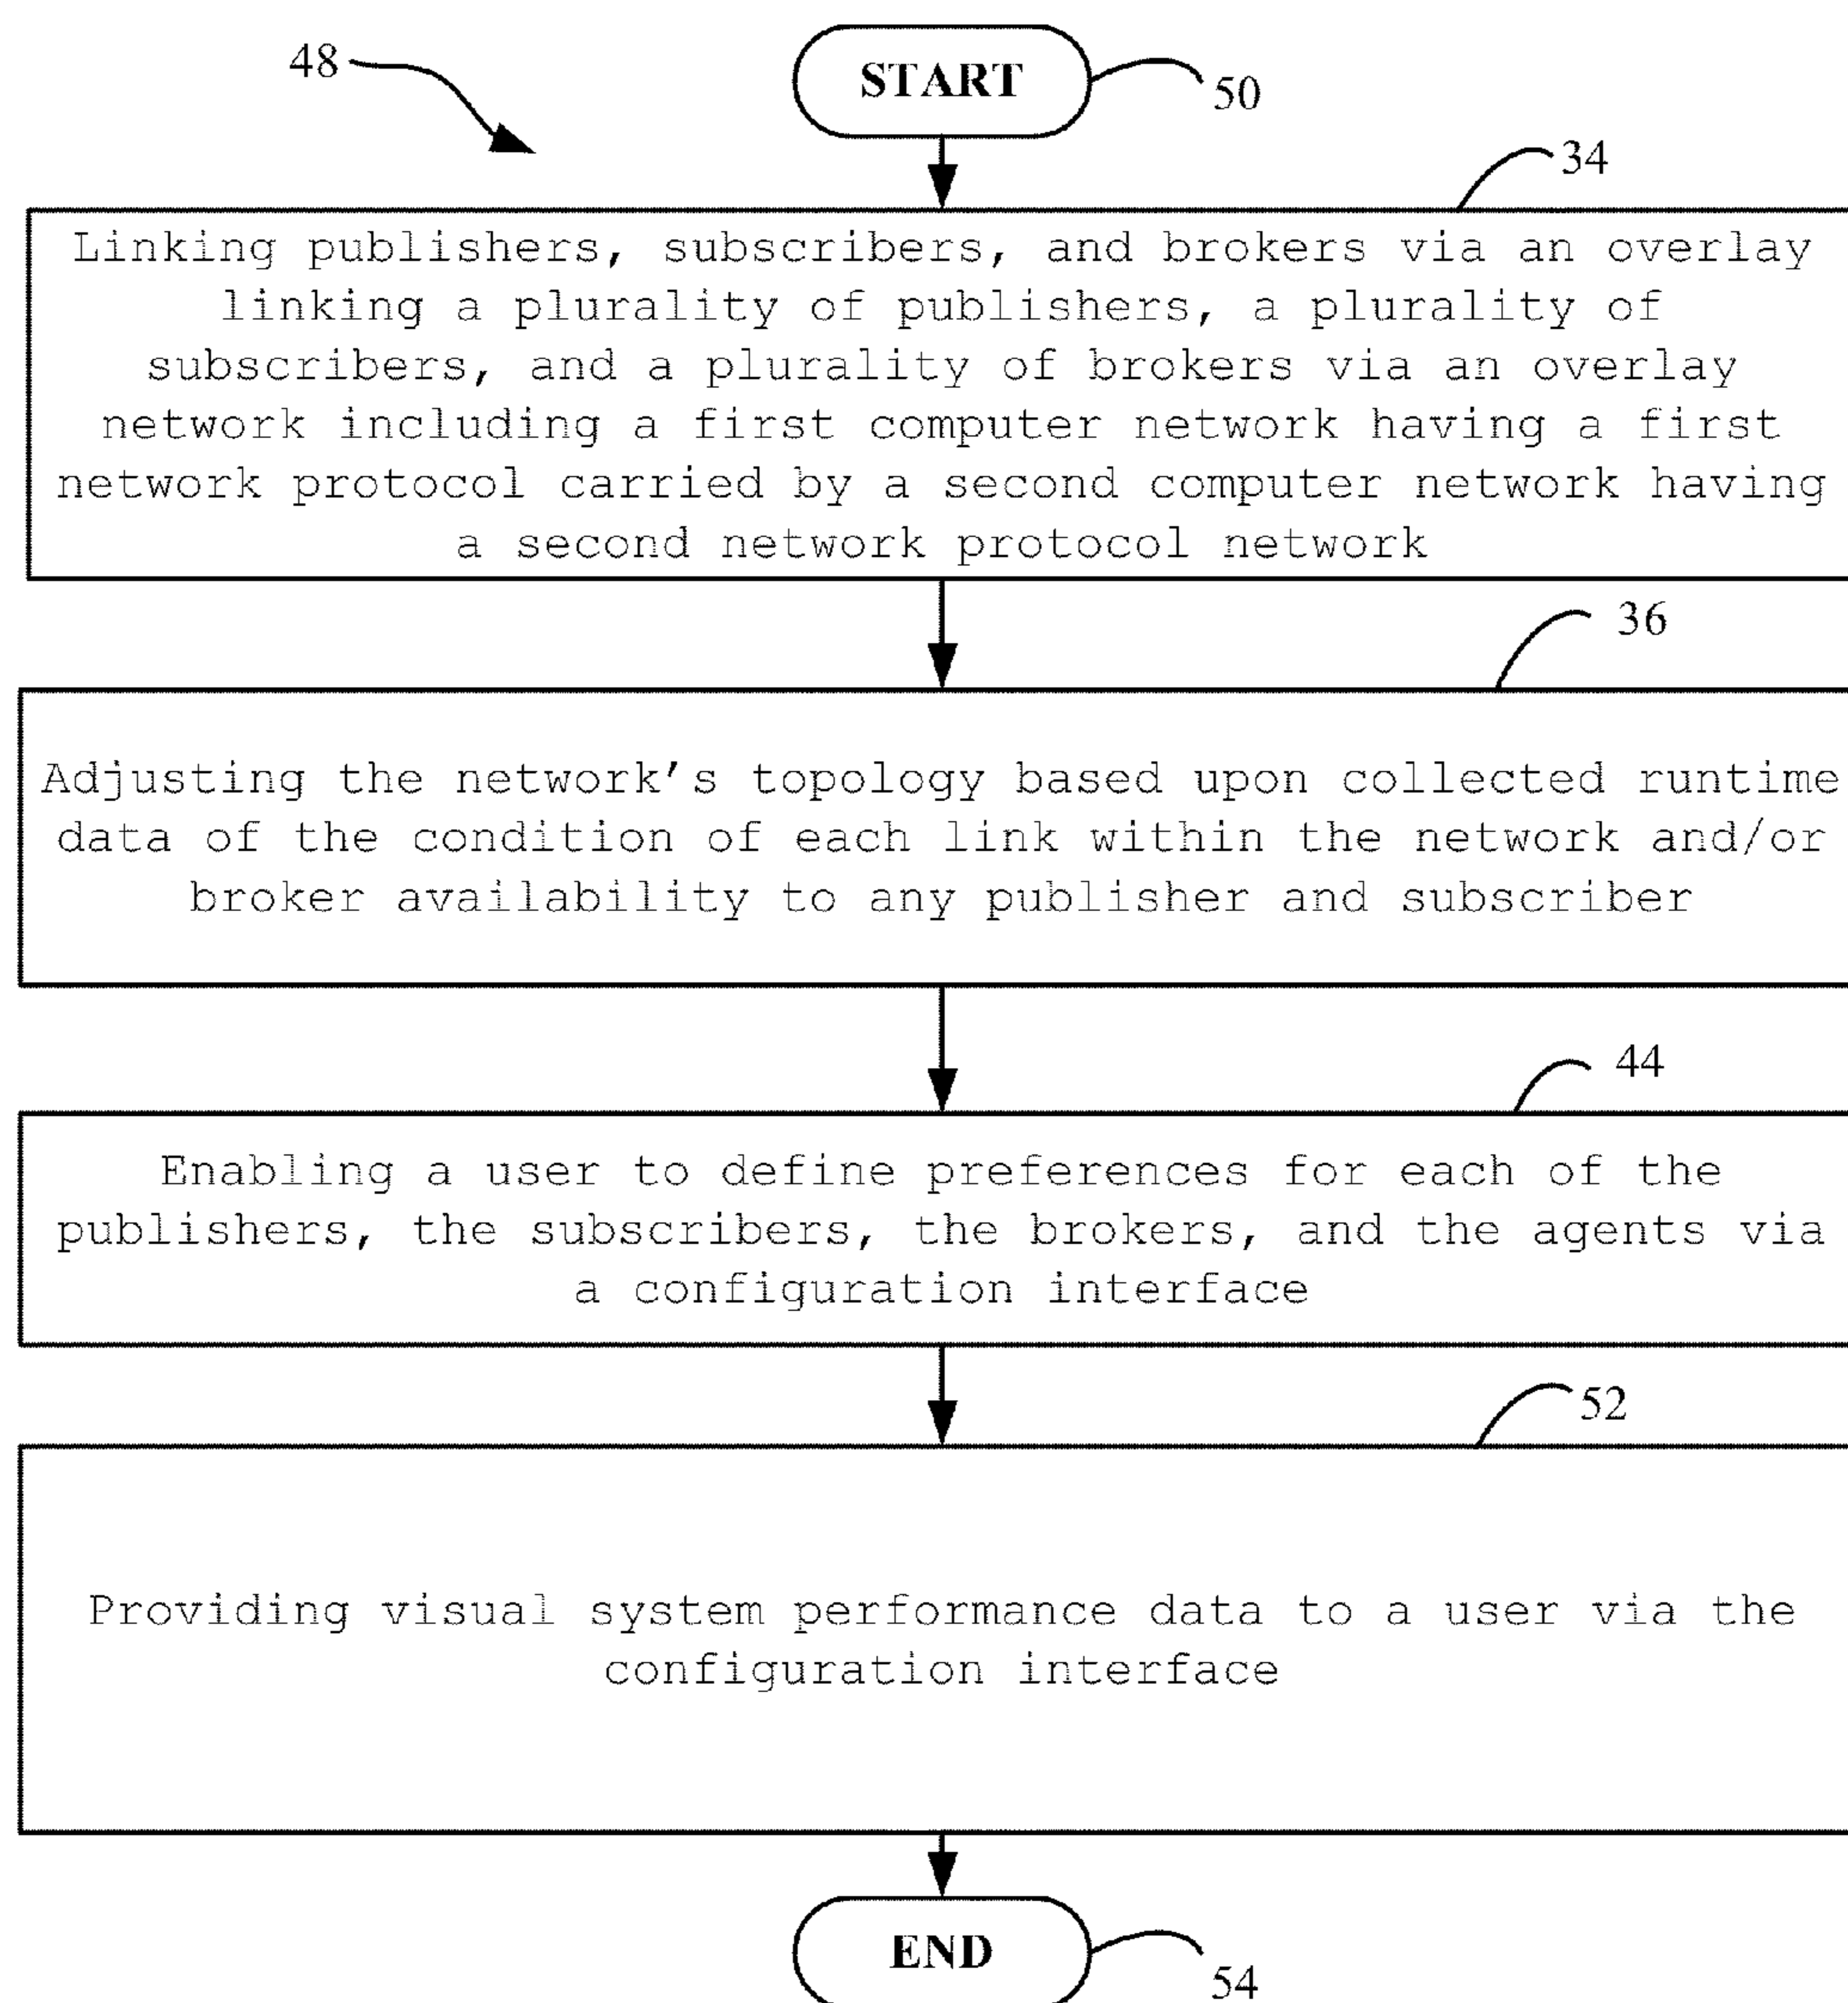 48
START
50
34
Linking publishers, subscribers, and brokers via an overlay
linking a plurality of publishers, a plurality of
subscribers, and a plurality of brokers via an overlay
network including a first computer network having a first
network protocol carried by a second computer network having
a second network protocol network
36
Adjusting the network's topology based upon collected runtime
data of the condition of each link within the network and/or
broker availability to any publisher and subscriber
44
Enabling a user to define preferences for each of the
publishers, the subscribers, the brokers, and the agents via
a configuration interface
52
Providing visual system performance data to a user via the
configuration interface
END
54